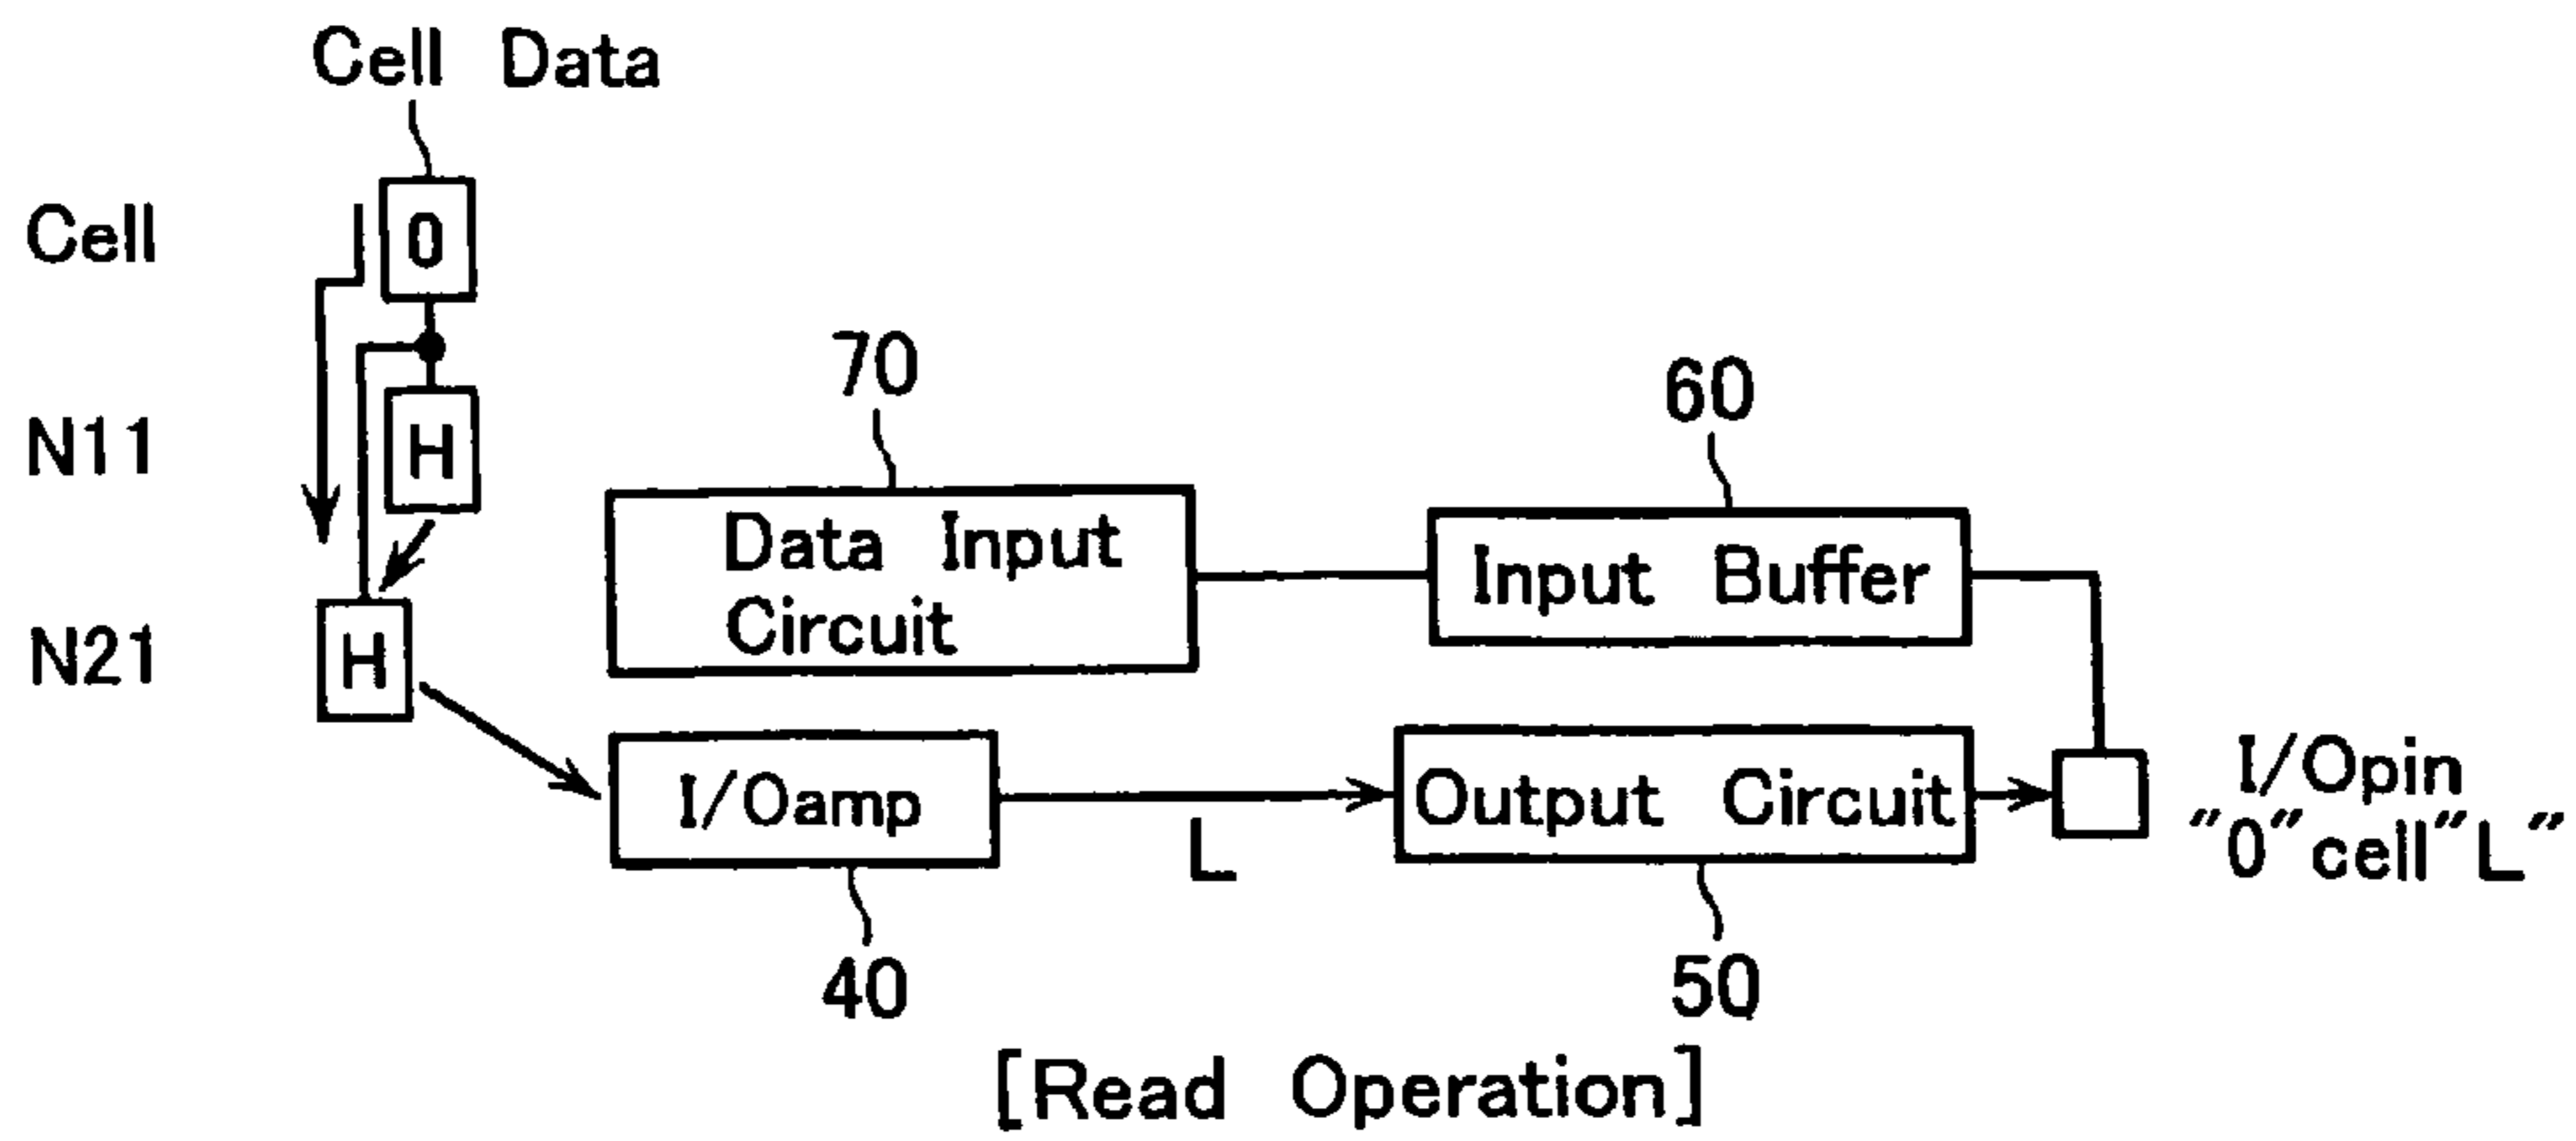 Cell Data
Cell
0
70
60
N11
H
Data Input
Circuit
Input Buffer
N21
H
I/Oamp
L
Output Circuit
I/Opin
"0"cell"L"
40
50
[Read Operation]